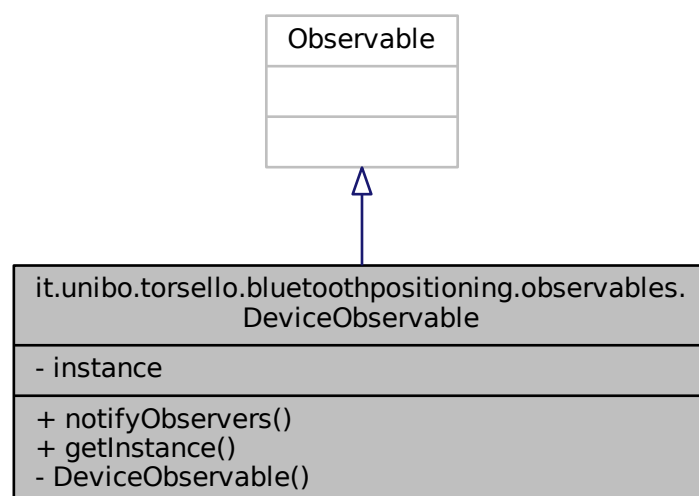 Observable
it.unibo.torsello.bluetoothpositioning.observables.
DeviceObservable
- instance
+ notifyObservers()
+ getInstance()
- DeviceObservable()